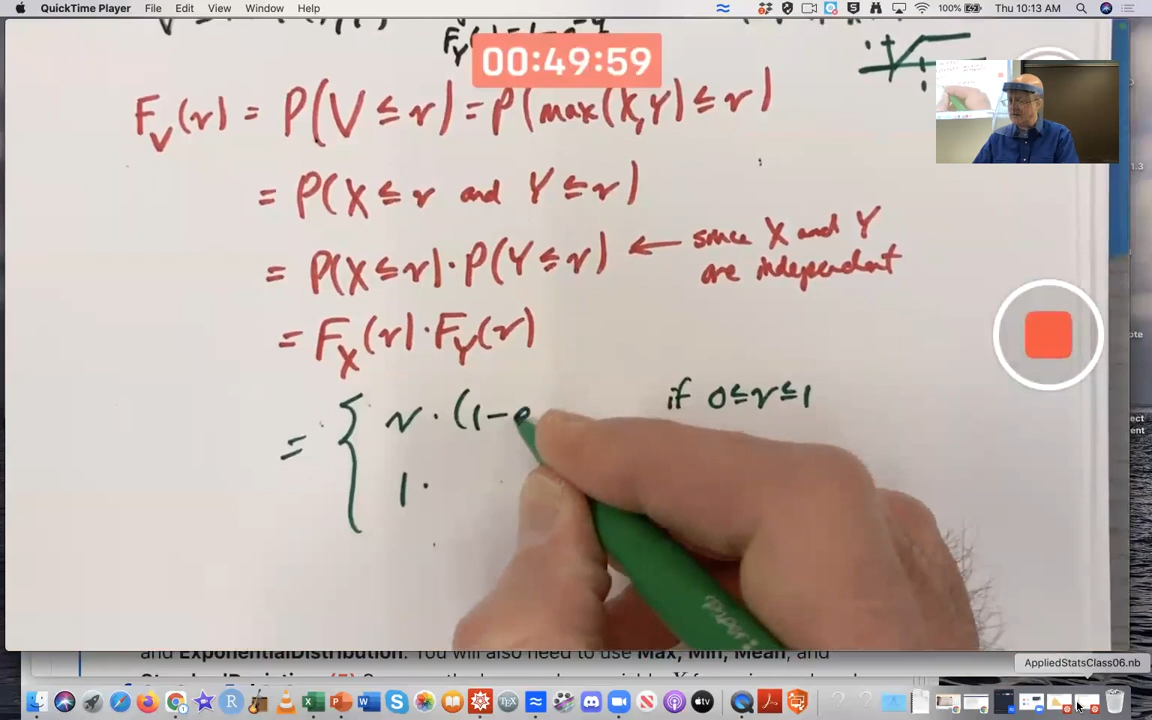 QuickTime Player File Edit View Window Help 100% Thu 10:13 AM
00:49:59
F_V(r) = P(V ≤ r) = P(max(X,Y) ≤ r)
= P(X ≤ r and Y ≤ r)
= P(X ≤ r) · P(Y ≤ r) ← since X and Y
are independent
= F_X(r) · F_Y(r)
= { r · (1 - e if 0 ≤ r ≤ 1
1 ·
Paper:
and ExponentialDistribution. You will also need to use Max, Min, Mean, and
AppliedStatsClass06.nb